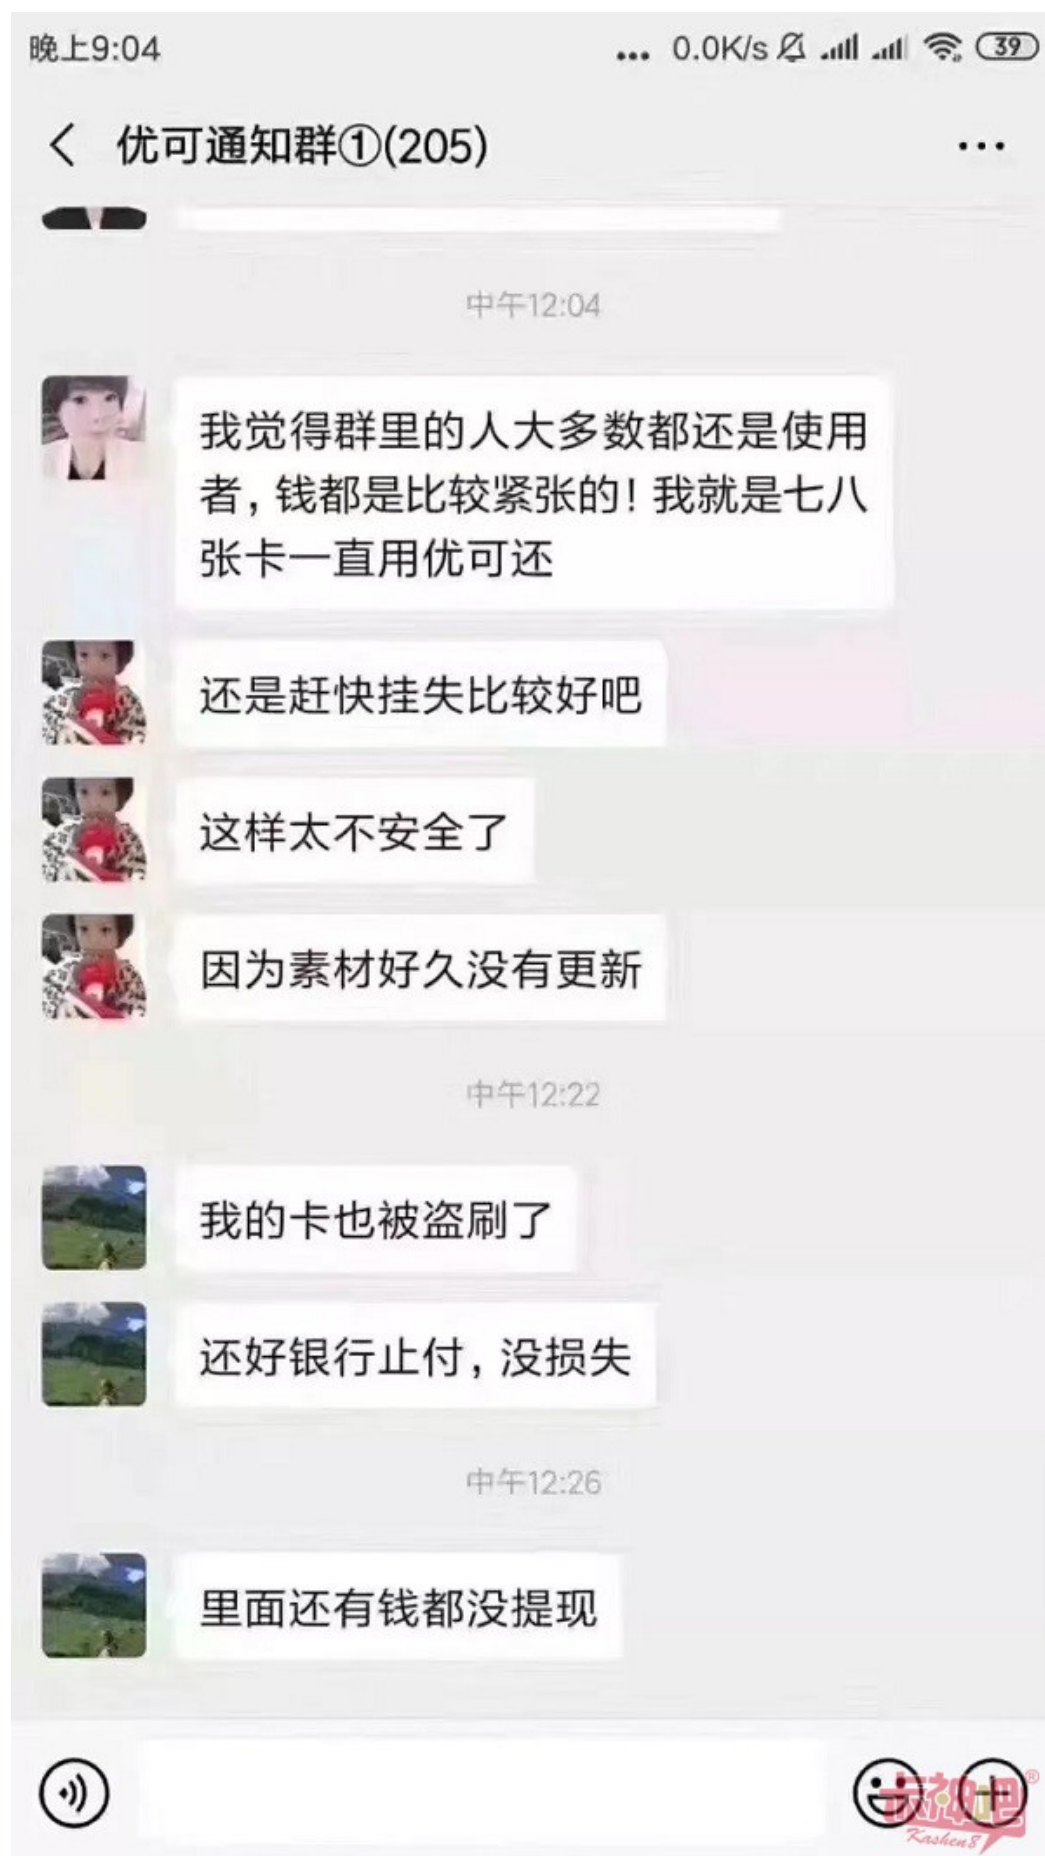 晚上9:04
... 0.0K/s 39
优可通知群①(205)
中午12:04
我觉得群里的人大多数都还是使用
者，钱都是比较紧张的！我就是七八
张卡一直用优可还
还是赶快挂失比较好吧
这样太不安全了
因为素材好久没有更新
中午12:22
我的卡也被盗刷了
还好银行止付，没损失
中午12:26
里面还有钱都没提现
卡神吧®
Kashen8